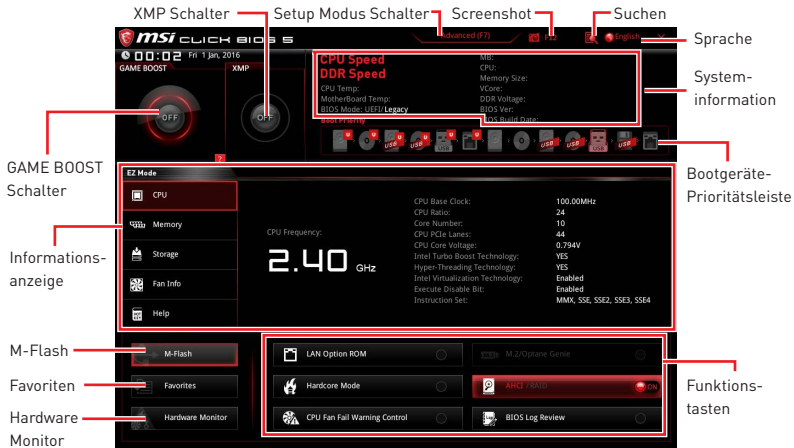 XMP Schalter
Setup Modus Schalter
Screenshot
Suchen
msi CLICK BIOS 5
Advanced (F7)
F12
English
X
Sprache
00:02 Fri 1 Jan, 2016
GAME BOOST
XMP
OFF
OFF
CPU Speed
DDR Speed
CPU Temp:
MotherBoard Temp:
BIOS Mode: UEFI/Legacy
Boot Priority
MB:
CPU:
Memory Size:
VCore:
DDR Voltage:
BIOS Ver:
BIOS Build Date:
System-
information
U U USB U USB U U U USB USB USB USB
?
GAME BOOST
Schalter
Bootgeräte-
Prioritätsleiste
EZ Mode
CPU
Memory
Storage
Fan Info
Help
CPU Frequency:
2.40 GHz
CPU Base Clock: 100.00MHz
CPU Ratio: 24
Core Number: 10
CPU PCIe Lanes: 44
CPU Core Voltage: 0.794V
Intel Turbo Boost Technology: YES
Hyper-Threading Technology: YES
Intel Virtualization Technology: Enabled
Execute Disable Bit: Enabled
Instruction Set: MMX, SSE, SSE2, SSE3, SSE4
Informations-
anzeige
M-Flash
Favoriten
Hardware
Monitor
M-Flash
Favorites
Hardware Monitor
LAN Option ROM
M.2/Optane Genie
Hardcore Mode
AHCI /RAID
ON
CPU Fan Fail Warning Control
BIOS Log Review
Funktions-
tasten